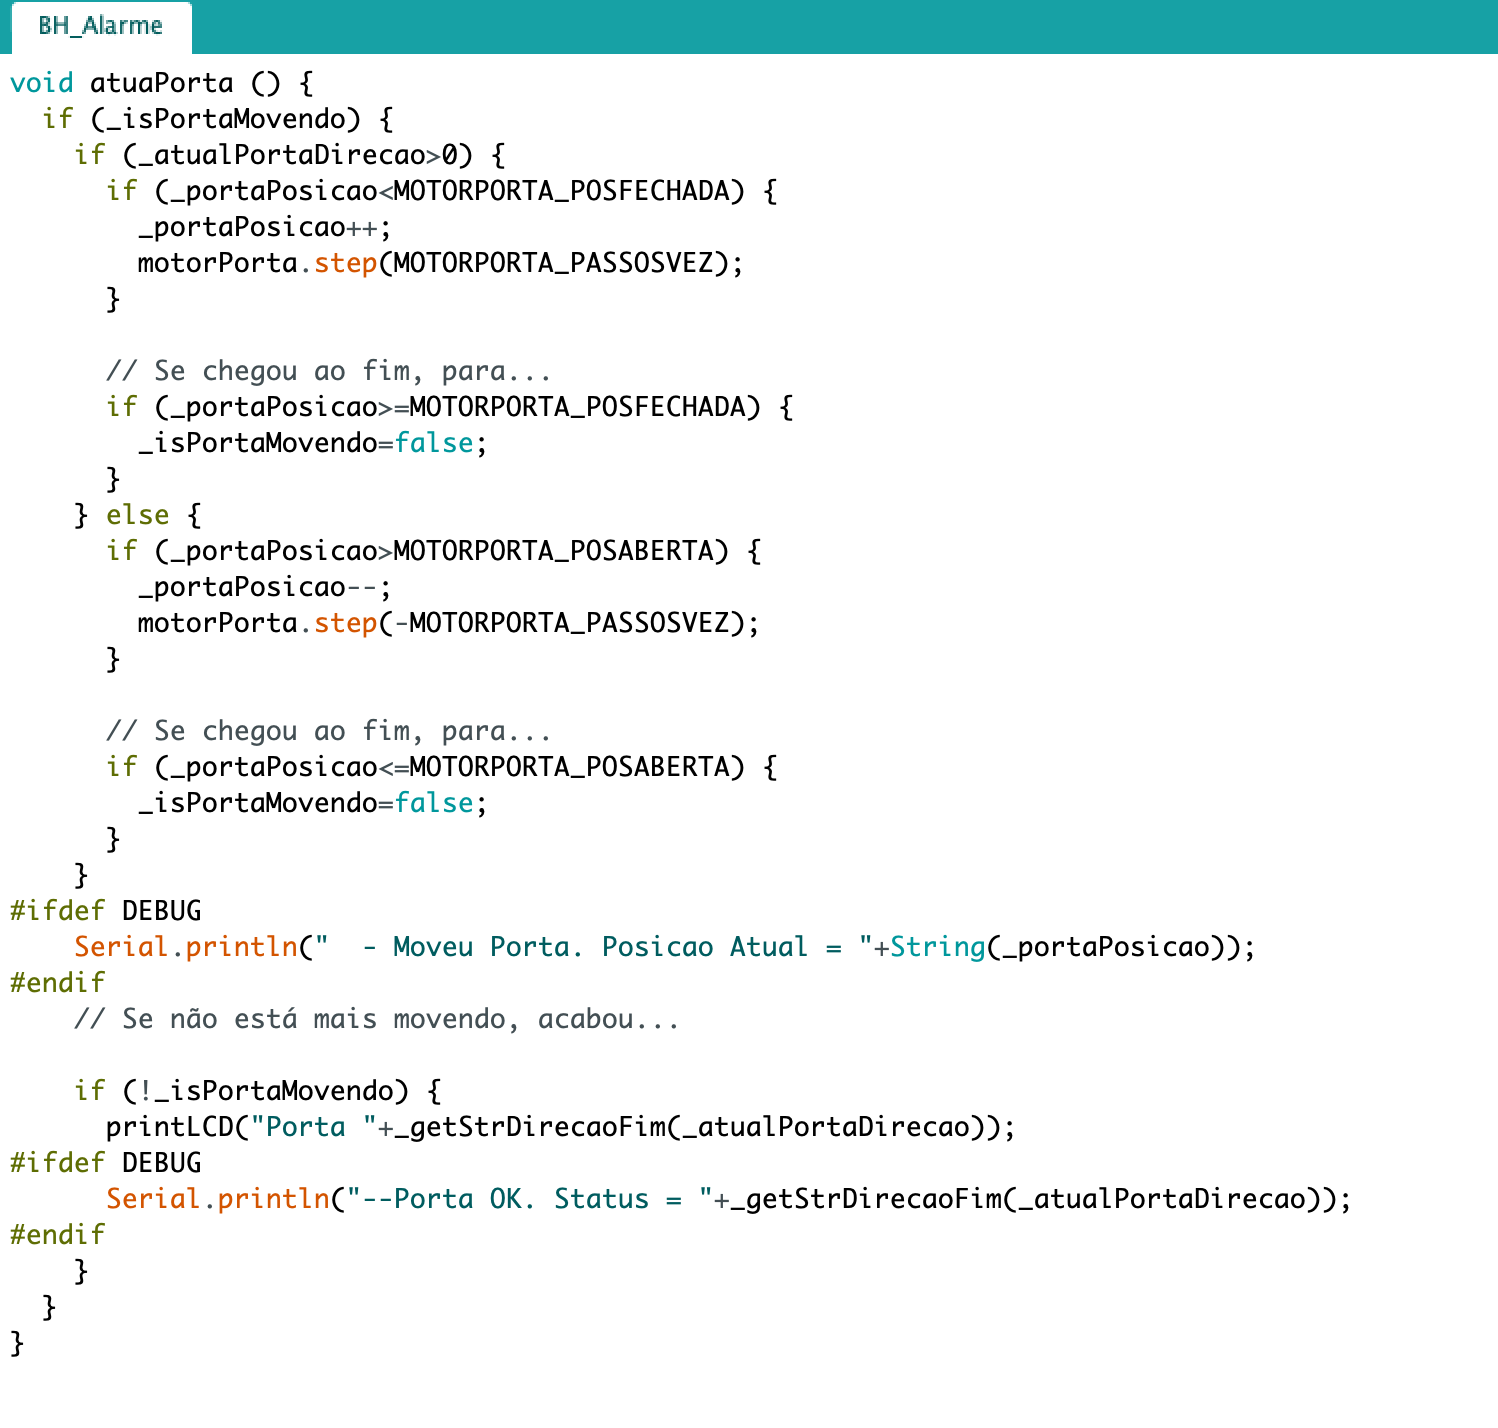 BH_Alarme
void atuaPorta () {
  if (_isPortaMovendo) {
    if (_atualPortaDirecao>0) {
      if (_portaPosicao<MOTORPORTA_POSFECHADA) {
        _portaPosicao++;
        motorPorta.step(MOTORPORTA_PASSOSVEZ);
      }

      // Se chegou ao fim, para...
      if (_portaPosicao>=MOTORPORTA_POSFECHADA) {
        _isPortaMovendo=false;
      }
    } else {
      if (_portaPosicao>MOTORPORTA_POSABERTA) {
        _portaPosicao--;
        motorPorta.step(-MOTORPORTA_PASSOSVEZ);
      }

      // Se chegou ao fim, para...
      if (_portaPosicao<=MOTORPORTA_POSABERTA) {
        _isPortaMovendo=false;
      }
    }
#ifdef DEBUG
    Serial.println("  - Moveu Porta. Posicao Atual = "+String(_portaPosicao));
#endif
    // Se não está mais movendo, acabou...

    if (!_isPortaMovendo) {
      printLCD("Porta "+_getStrDirecaoFim(_atualPortaDirecao));
#ifdef DEBUG
      Serial.println("--Porta OK. Status = "+_getStrDirecaoFim(_atualPortaDirecao));
#endif
    }
  }
}